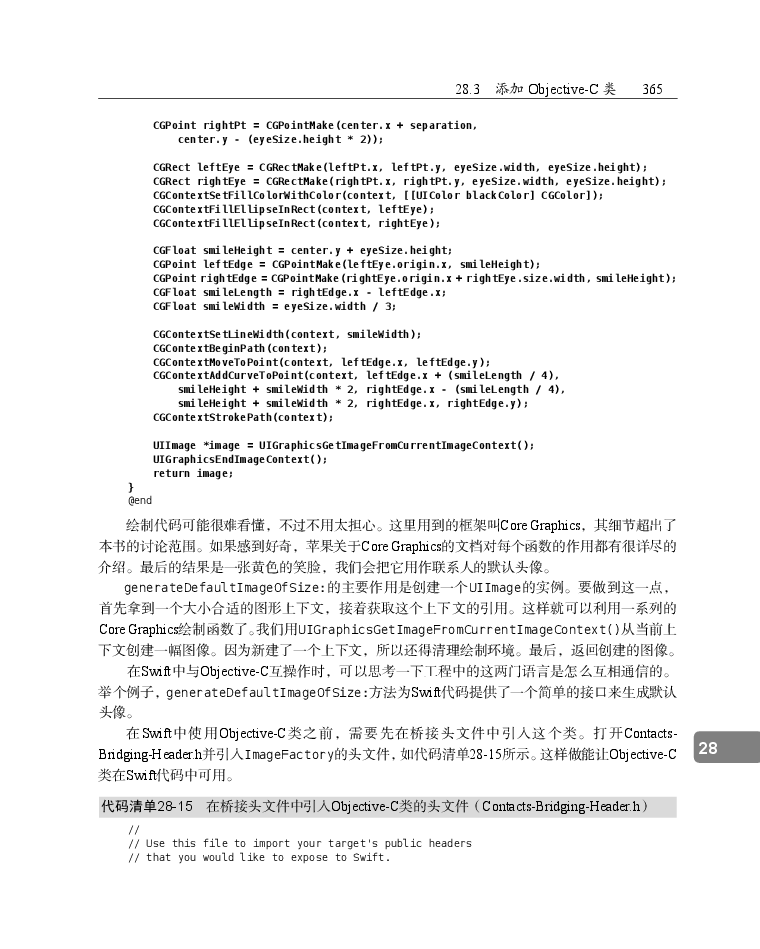 28.3 添加 Objective-C 类 365
CGPoint rightPt = CGPointMake(center.x + separation,
center.y - (eyeSize.height * 2));
CGRect leftEye = CGRectMake(leftPt.x, leftPt.y, eyeSize.width, eyeSize.height);
CGRect rightEye = CGRectMake(rightPt.x, rightPt.y, eyeSize.width, eyeSize.height);
CGContextSetFillColorWithColor(context, [[UIColor blackColor] CGColor]);
CGContextFillEllipseInRect(context, leftEye);
CGContextFillEllipseInRect(context, rightEye);
CGFloat smileHeight = center.y + eyeSize.height;
CGPoint leftEdge = CGPointMake(leftEye.origin.x, smileHeight);
CGPoint rightEdge = CGPointMake(rightEye.origin.x + rightEye.size.width, smileHeight);
CGFloat smileLength = rightEdge.x - leftEdge.x;
CGFloat smileWidth = eyeSize.width / 3;
CGContextSetLineWidth(context, smileWidth);
CGContextBeginPath(context);
CGContextMoveToPoint(context, leftEdge.x, leftEdge.y);
CGContextAddCurveToPoint(context, leftEdge.x + (smileLength / 4),
smileHeight + smileWidth * 2, rightEdge.x - (smileLength / 4),
smileHeight + smileWidth * 2, rightEdge.x, rightEdge.y);
CGContextStrokePath(context);
UIImage *image = UIGraphicsGetImageFromCurrentImageContext();
UIGraphicsEndImageContext();
return image;
}
@end
绘制代码可能很难看懂，不过不用太担心。这里用到的框架叫Core Graphics，其细节超出了
本书的讨论范围。如果感到好奇，苹果关于Core Graphics的文档对每个函数的作用都有很详尽的
介绍。最后的结果是一张黄色的笑脸，我们会把它用作联系人的默认头像。
generateDefaultImageOfSize:的主要作用是创建一个UIImage的实例。要做到这一点，
首先拿到一个大小合适的图形上下文，接着获取这个上下文的引用。这样就可以利用一系列的
Core Graphics绘制函数了。我们用UIGraphicsGetImageFromCurrentImageContext()从当前上
下文创建一幅图像。因为新建了一个上下文，所以还得清理绘制环境。最后，返回创建的图像。
在Swift中与Objective-C互操作时，可以思考一下工程中的这两门语言是怎么互相通信的。
举个例子，generateDefaultImageOfSize:方法为Swift代码提供了一个简单的接口来生成默认
头像。
在Swift中使用Objective-C类之前，需要先在桥接头文件中引入这个类。打开Contacts-
Bridging-Header.h并引入ImageFactory的头文件，如代码清单28-15所示。这样做能让Objective-C
类在Swift代码中可用。
28
代码清单28-15 在桥接头文件中引入Objective-C类的头文件（Contacts-Bridging-Header.h）
//
// Use this file to import your target's public headers
// that you would like to expose to Swift.